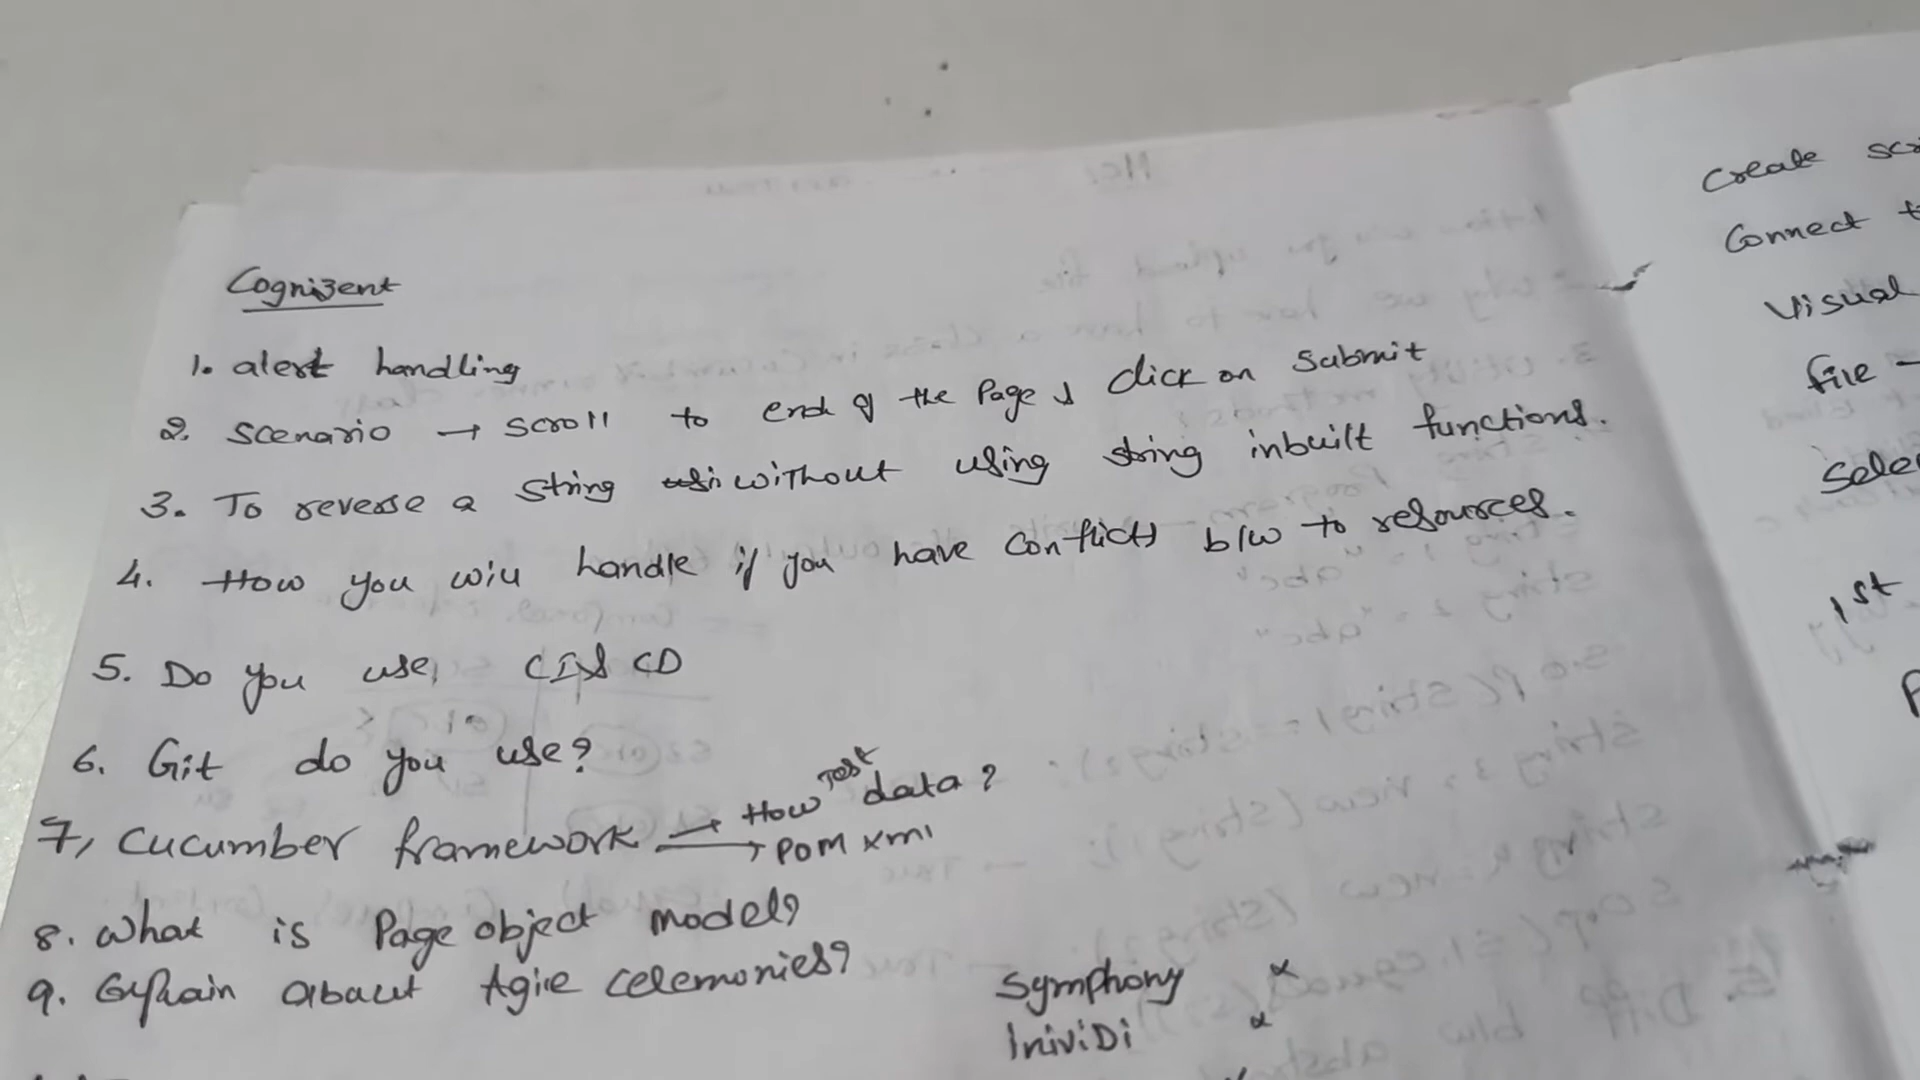 Cognizent
1. alert handling
2. Scenario → scroll to end of the Page & click on Submit
3. To reverse a string without using string inbuilt functions.
4. How you will handle if you have conflicts b/w to resources.
5. Do you use, CI & CD
6. Git do you use?
7, Cucumber framework → How Test data?
→ POM xml
8. What is Page object model?
9. Explain about Agile ceremonies?
Symphony
IniviDi
Create
Connect
Visual
file -
1st